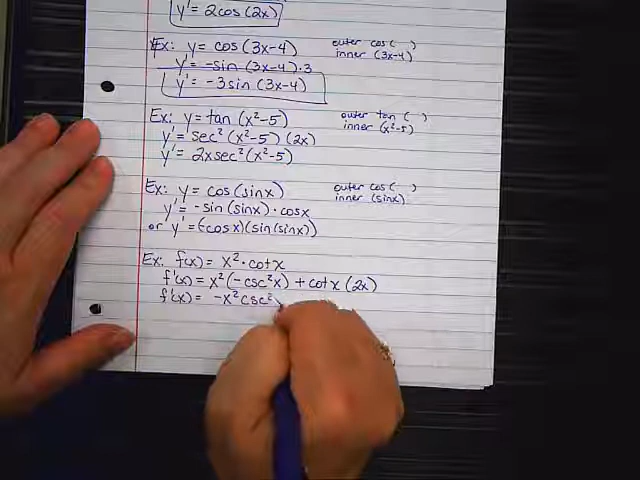 y' = 2cos(2x)
Ex: y = cos(3x-4) outer cos( )
inner (3x-4)
y' = -sin(3x-4)·3
y' = -3sin(3x-4)
Ex: y = tan(x²-5) outer tan( )
inner (x²-5)
y' = sec²(x²-5)(2x)
y' = 2xsec²(x²-5)
Ex: y = cos(sinx) outer cos( )
inner (sinx)
y' = -sin(sinx)·cosx
or y' = (-cosx)(sin(sinx))
Ex: f(x) = x²·cotx
f'(x) = x²(-csc²x) + cotx(2x)
f'(x) = -x²csc²